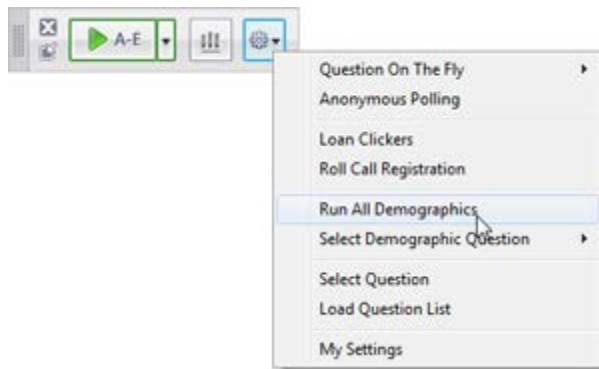 A-E
Question On The Fly
Anonymous Polling
Loan Clickers
Roll Call Registration
Run All Demographics
Select Demographic Question
Select Question
Load Question List
My Settings